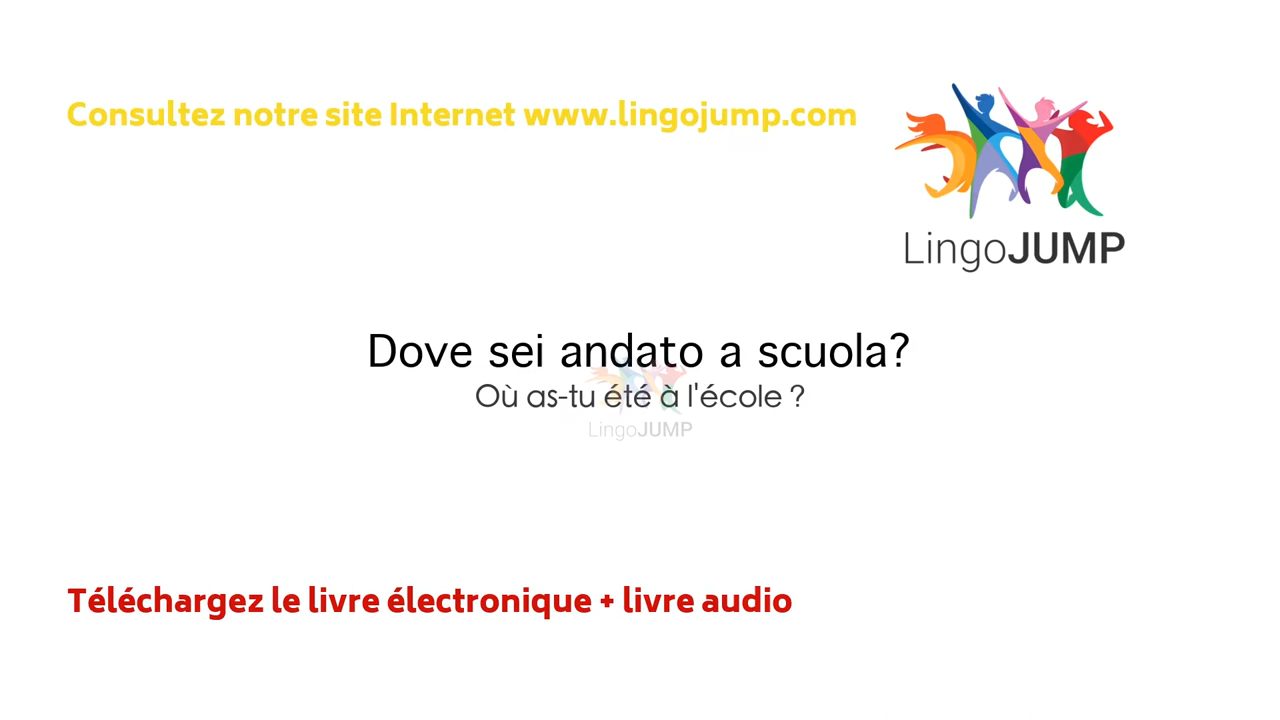 Consultez notre site Internet www.lingojump.com
LingoJUMP
Dove sei andato a scuola?
Où as-tu été à l'école ?
LingoJUMP
Téléchargez le livre électronique + livre audio